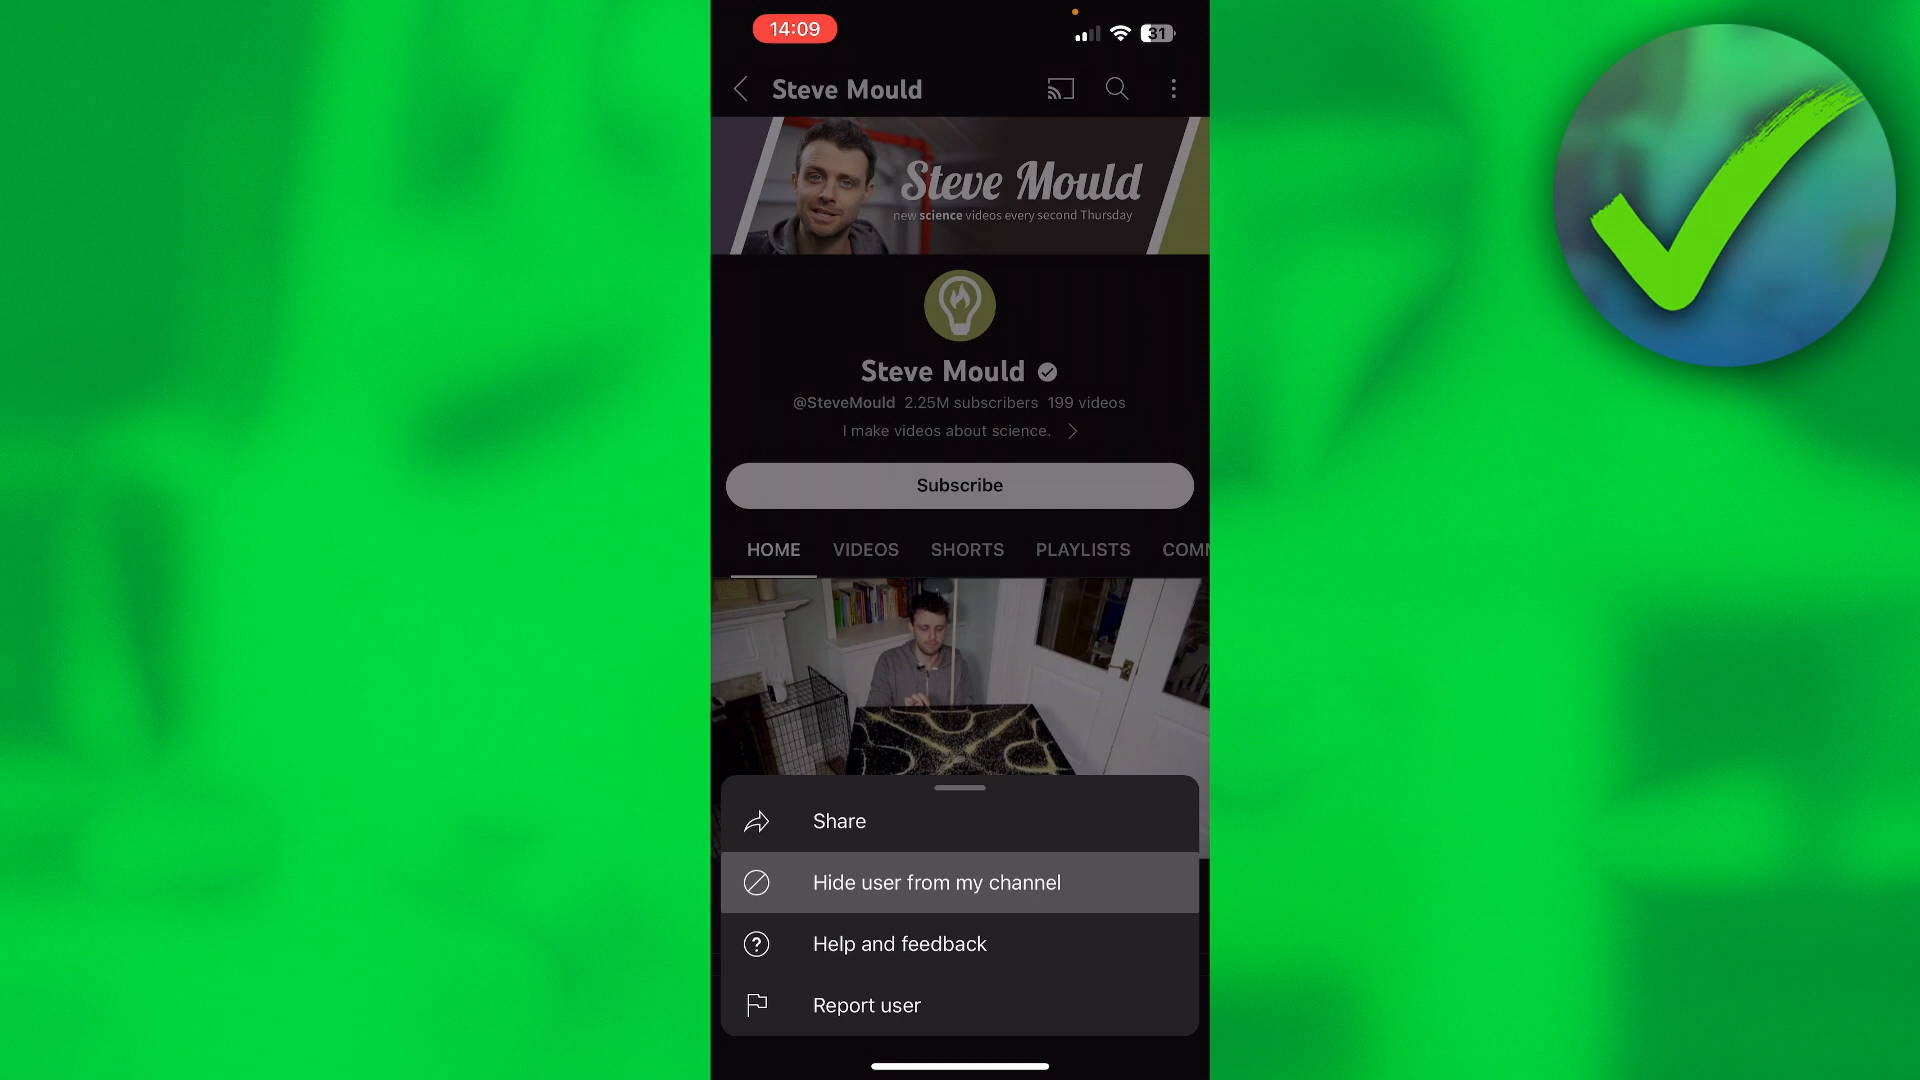 14:09
31
Steve Mould
Steve Mould
new science videos every second Thursday
Steve Mould
@SteveMould 2.25M subscribers 199 videos
I make videos about science.
Subscribe
HOME VIDEOS SHORTS PLAYLISTS COMM
Share
Hide user from my channel
Help and feedback
Report user